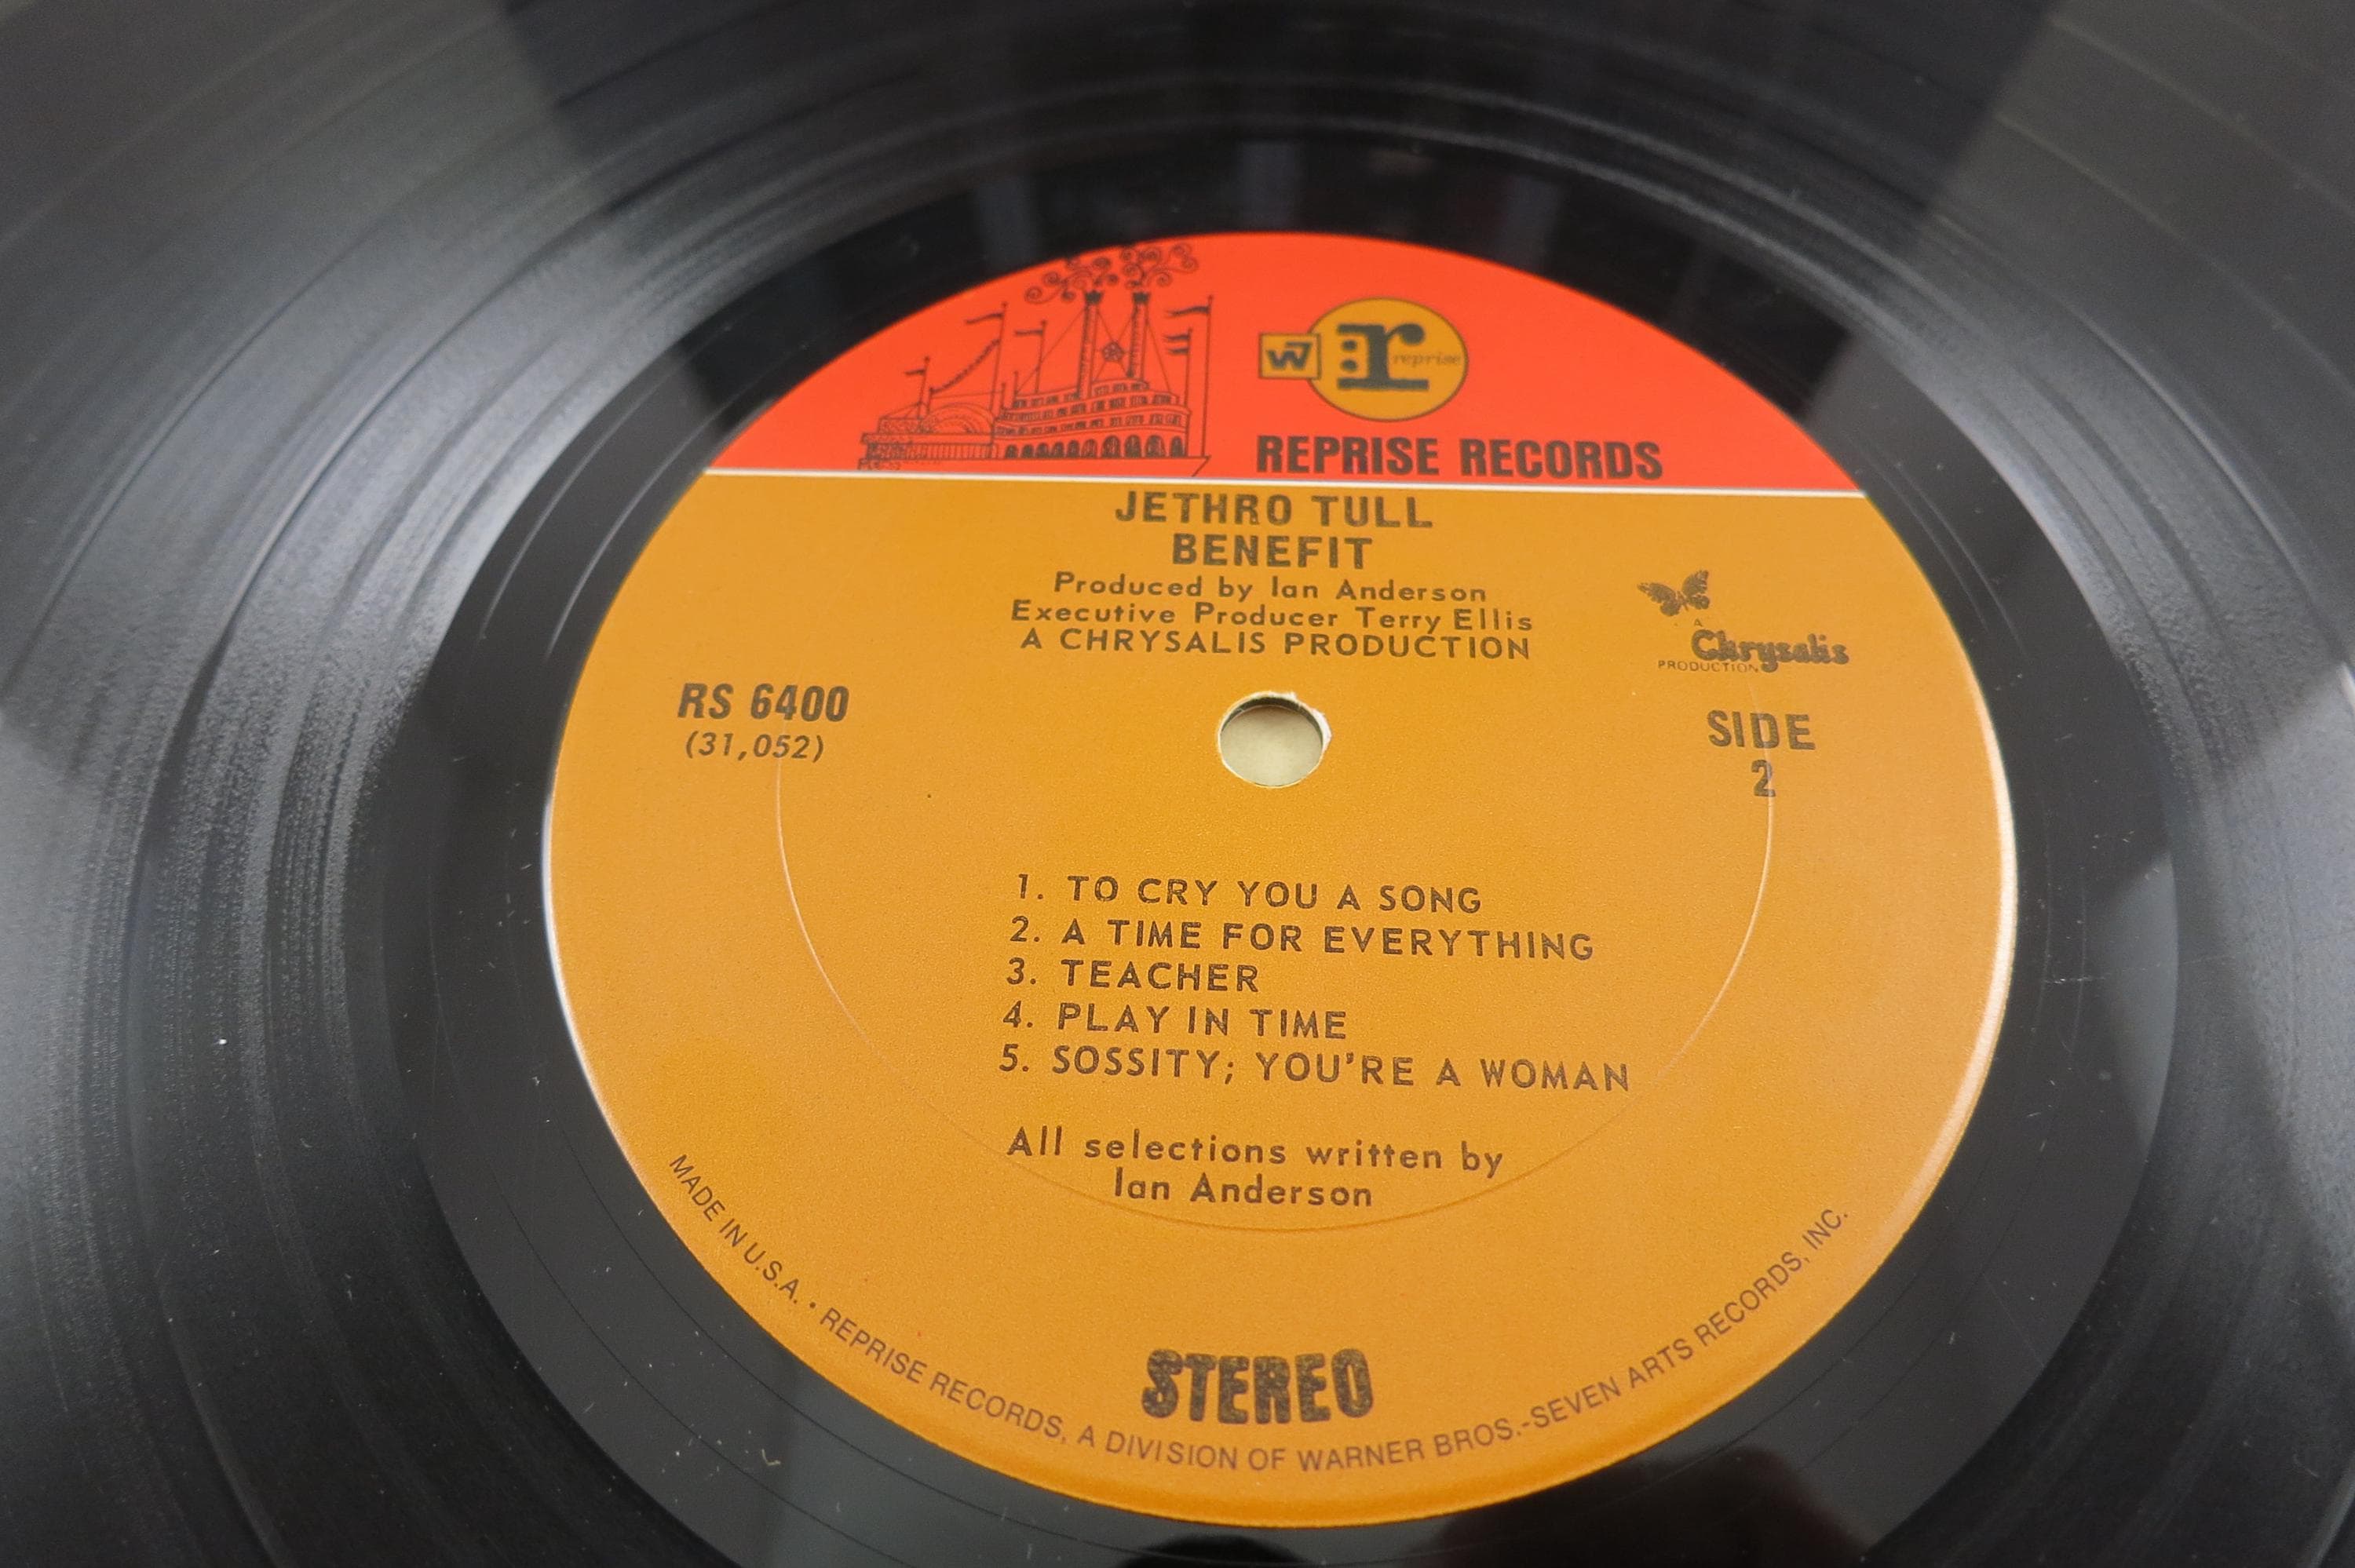 W7
r: reprise
REPRISE RECORDS
JETHRO TULL
BENEFIT
Produced by Ian Anderson
Executive Producer Terry Ellis
A CHRYSALIS PRODUCTION
A
Chrysalis
PRODUCTION
RS 6400
(31,052)
SIDE
2
1. TO CRY YOU A SONG
2. A TIME FOR EVERYTHING
3. TEACHER
4. PLAY IN TIME
5. SOSSITY; YOU'RE A WOMAN
All selections written by
Ian Anderson
STEREO
MADE IN U.S.A. • REPRISE RECORDS, A DIVISION OF WARNER BROS.-SEVEN ARTS RECORDS, INC.